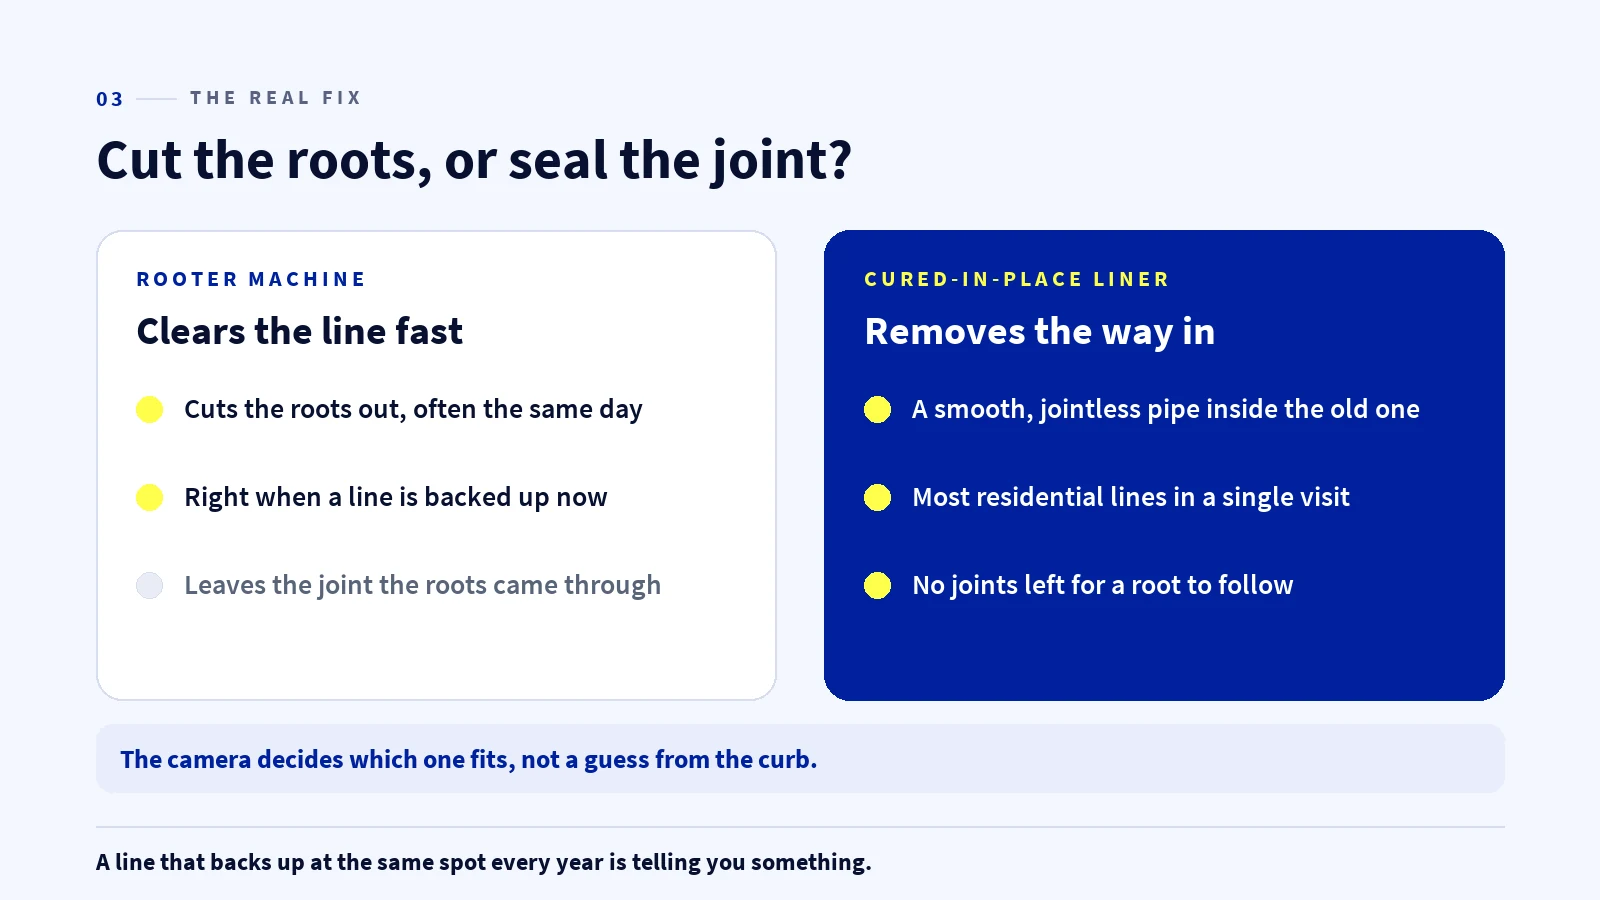 03 THE REAL FIX
Cut the roots, or seal the joint?
ROOTER MACHINE
Clears the line fast
Cuts the roots out, often the same day
Right when a line is backed up now
Leaves the joint the roots came through
CURED-IN-PLACE LINER
Removes the way in
A smooth, jointless pipe inside the old one
Most residential lines in a single visit
No joints left for a root to follow
The camera decides which one fits, not a guess from the curb.
A line that backs up at the same spot every year is telling you something.